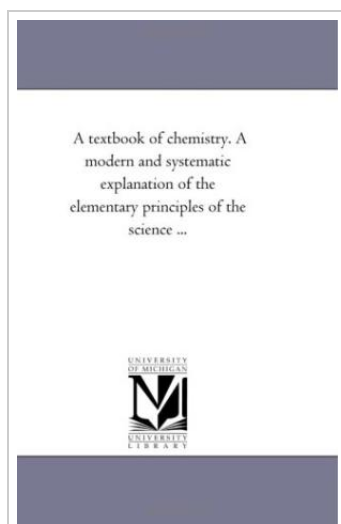 A textbook of chemistry. A
modern and systematic
explanation of the
elementary principles of the
science ...
UNIVERSITY
OF MICHIGAN
UNIVERSITY
LIBRARY